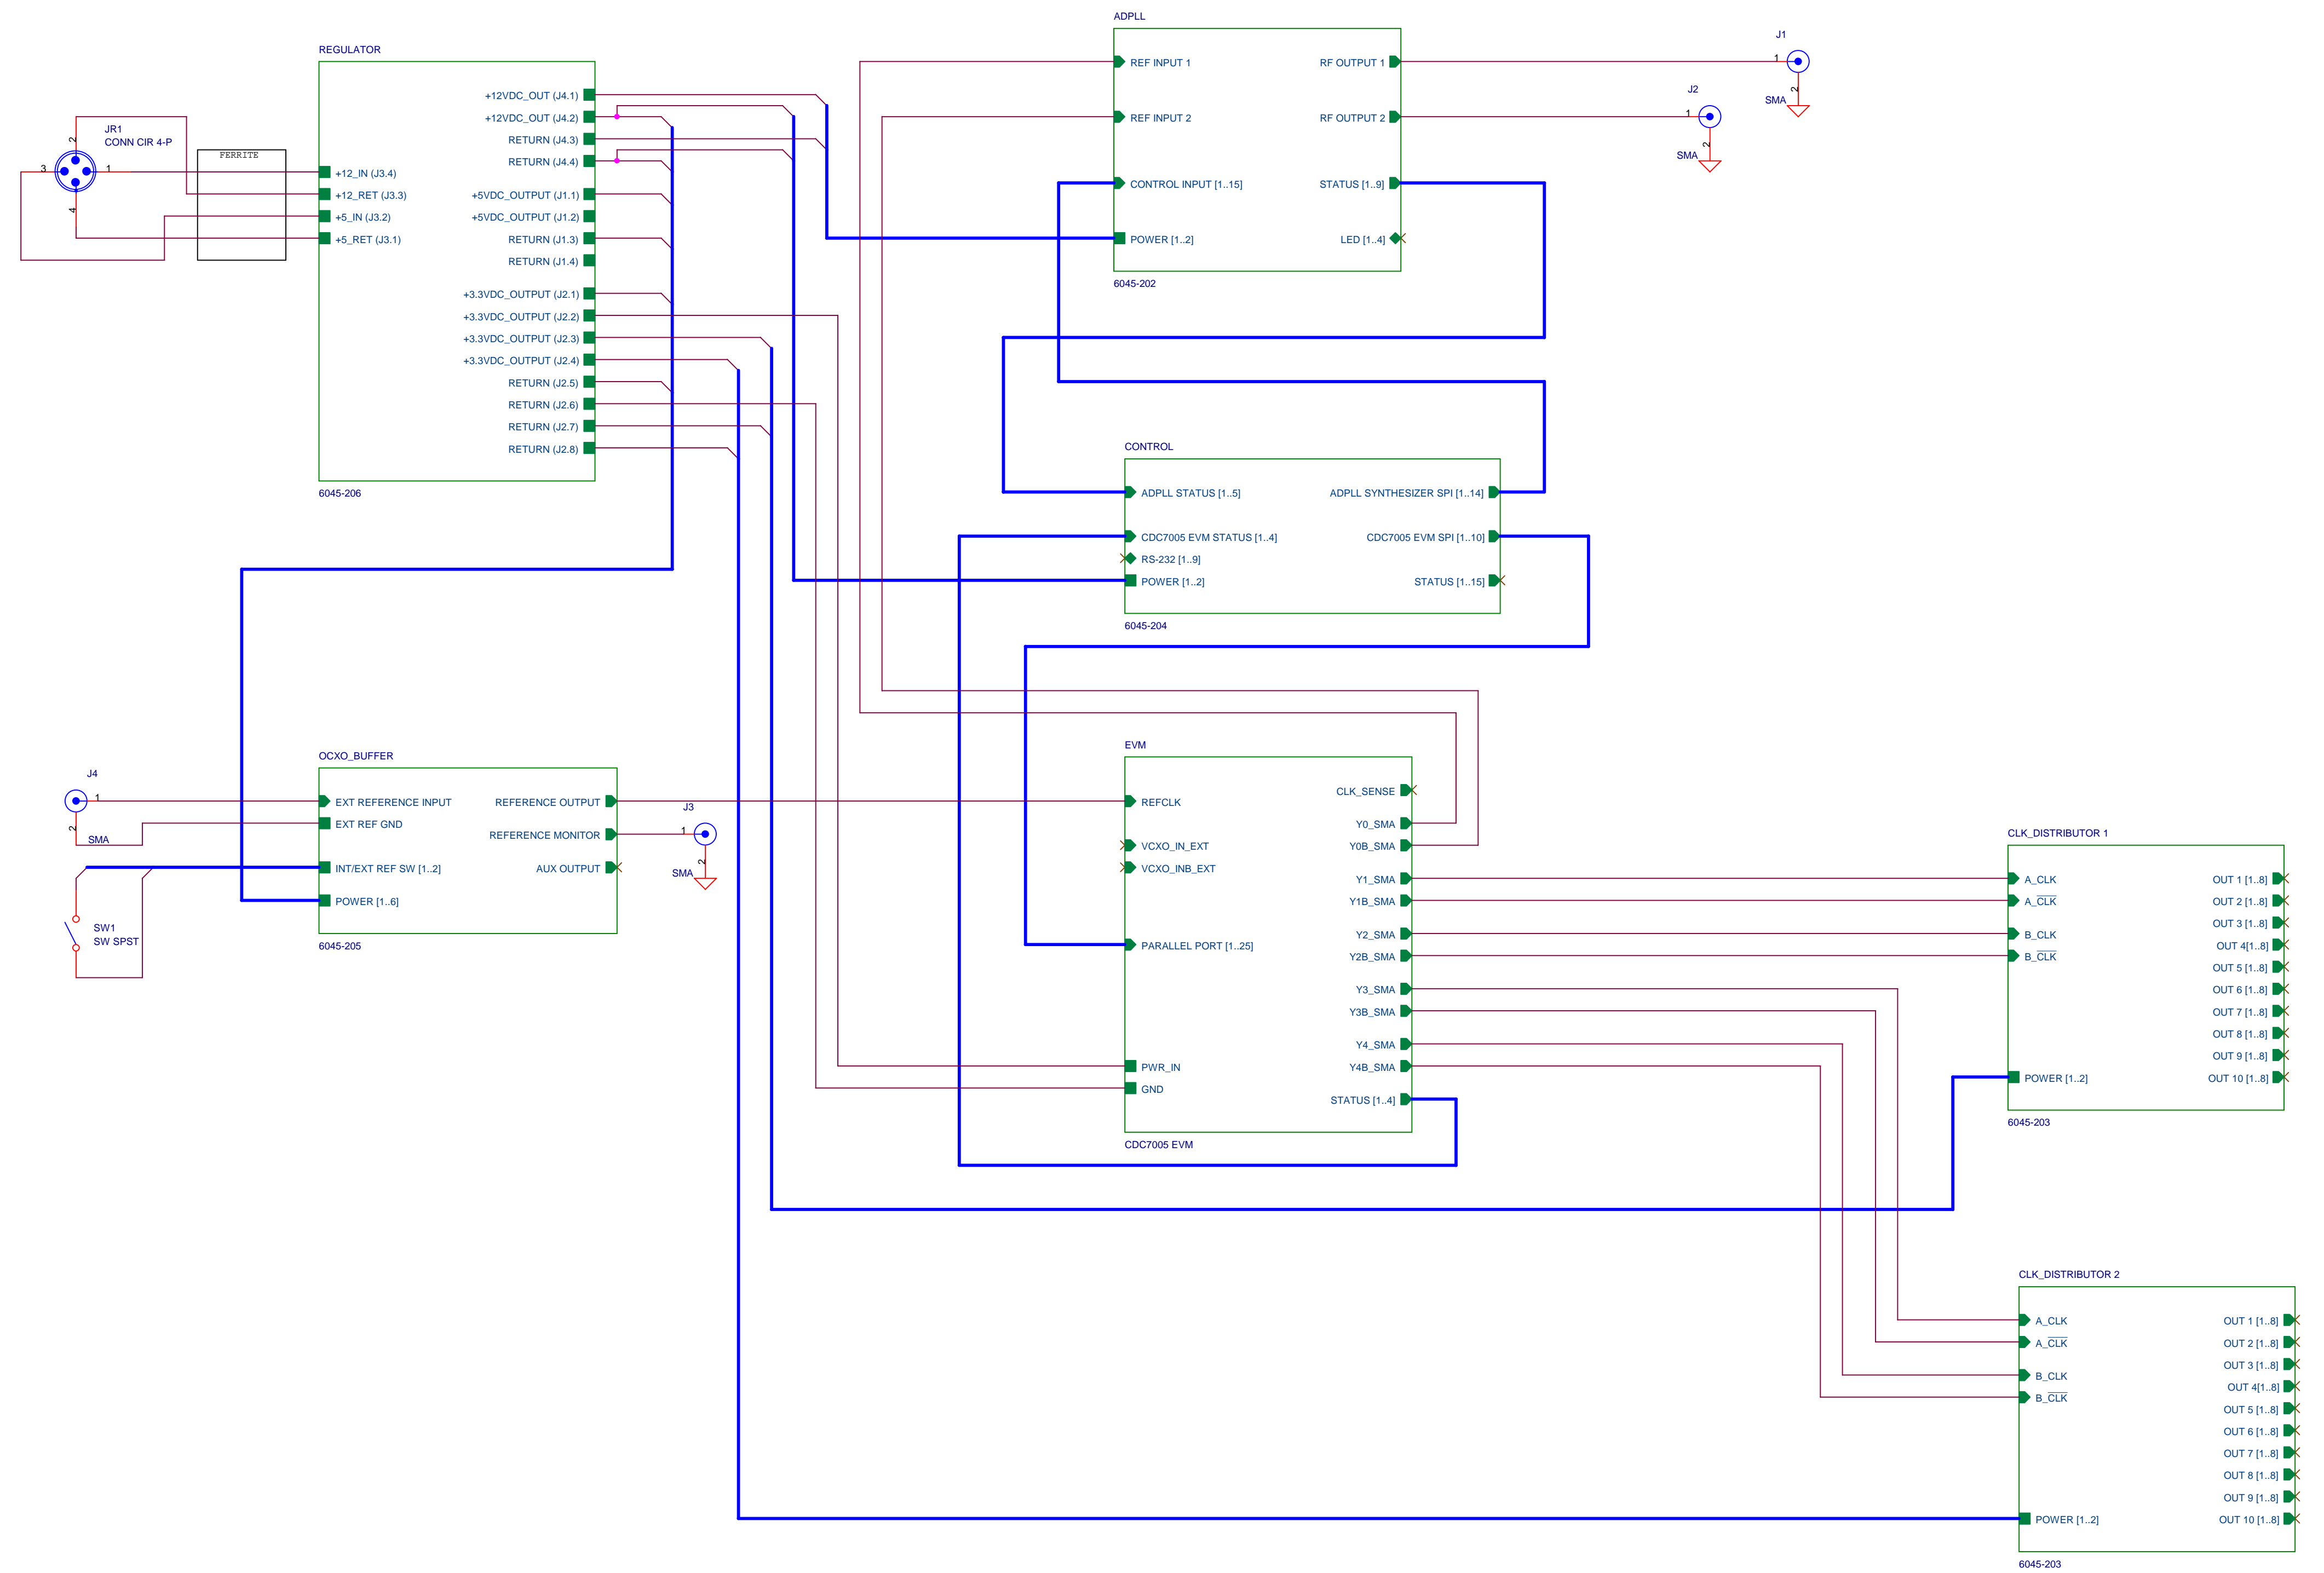 ADPLL
REF INPUT 1
RF OUTPUT 1
REF INPUT 2
RF OUTPUT 2
CONTROL INPUT [1..15]
STATUS [1..9]
POWER [1..2]
LED [1..4]
6045-202
J1
1
2
SMA
J2
1
2
SMA
REGULATOR
+12VDC_OUT (J4.1)
+12VDC_OUT (J4.2)
RETURN (J4.3)
RETURN (J4.4)
+12_IN (J3.4)
+12_RET (J3.3)
+5_IN (J3.2)
+5_RET (J3.1)
+5VDC_OUTPUT (J1.1)
+5VDC_OUTPUT (J1.2)
RETURN (J1.3)
RETURN (J1.4)
+3.3VDC_OUTPUT (J2.1)
+3.3VDC_OUTPUT (J2.2)
+3.3VDC_OUTPUT (J2.3)
+3.3VDC_OUTPUT (J2.4)
RETURN (J2.5)
RETURN (J2.6)
RETURN (J2.7)
RETURN (J2.8)
6045-206
JR1
CONN CIR 4-P
2
3
1
4
FERRITE
CONTROL
ADPLL STATUS [1..5]
ADPLL SYNTHESIZER SPI [1..14]
CDC7005 EVM STATUS [1..4]
CDC7005 EVM SPI [1..10]
RS-232 [1..9]
POWER [1..2]
STATUS [1..15]
6045-204
OCXO_BUFFER
EXT REFERENCE INPUT
REFERENCE OUTPUT
EXT REF GND
REFERENCE MONITOR
INT/EXT REF SW [1..2]
AUX OUTPUT
POWER [1..6]
6045-205
J4
1
2
SMA
SW1
SW SPST
J3
1
2
SMA
EVM
CLK_SENSE
REFCLK
Y0_SMA
VCXO_IN_EXT
Y0B_SMA
VCXO_INB_EXT
Y1_SMA
Y1B_SMA
Y2_SMA
PARALLEL PORT [1..25]
Y2B_SMA
Y3_SMA
Y3B_SMA
Y4_SMA
PWR_IN
Y4B_SMA
GND
STATUS [1..4]
CDC7005 EVM
CLK_DISTRIBUTOR 1
A_CLK
OUT 1 [1..8]
A_CLK
OUT 2 [1..8]
OUT 3 [1..8]
B_CLK
OUT 4[1..8]
B_CLK
OUT 5 [1..8]
OUT 6 [1..8]
OUT 7 [1..8]
OUT 8 [1..8]
OUT 9 [1..8]
POWER [1..2]
OUT 10 [1..8]
6045-203
CLK_DISTRIBUTOR 2
A_CLK
OUT 1 [1..8]
A_CLK
OUT 2 [1..8]
OUT 3 [1..8]
B_CLK
OUT 4[1..8]
B_CLK
OUT 5 [1..8]
OUT 6 [1..8]
OUT 7 [1..8]
OUT 8 [1..8]
OUT 9 [1..8]
POWER [1..2]
OUT 10 [1..8]
6045-203